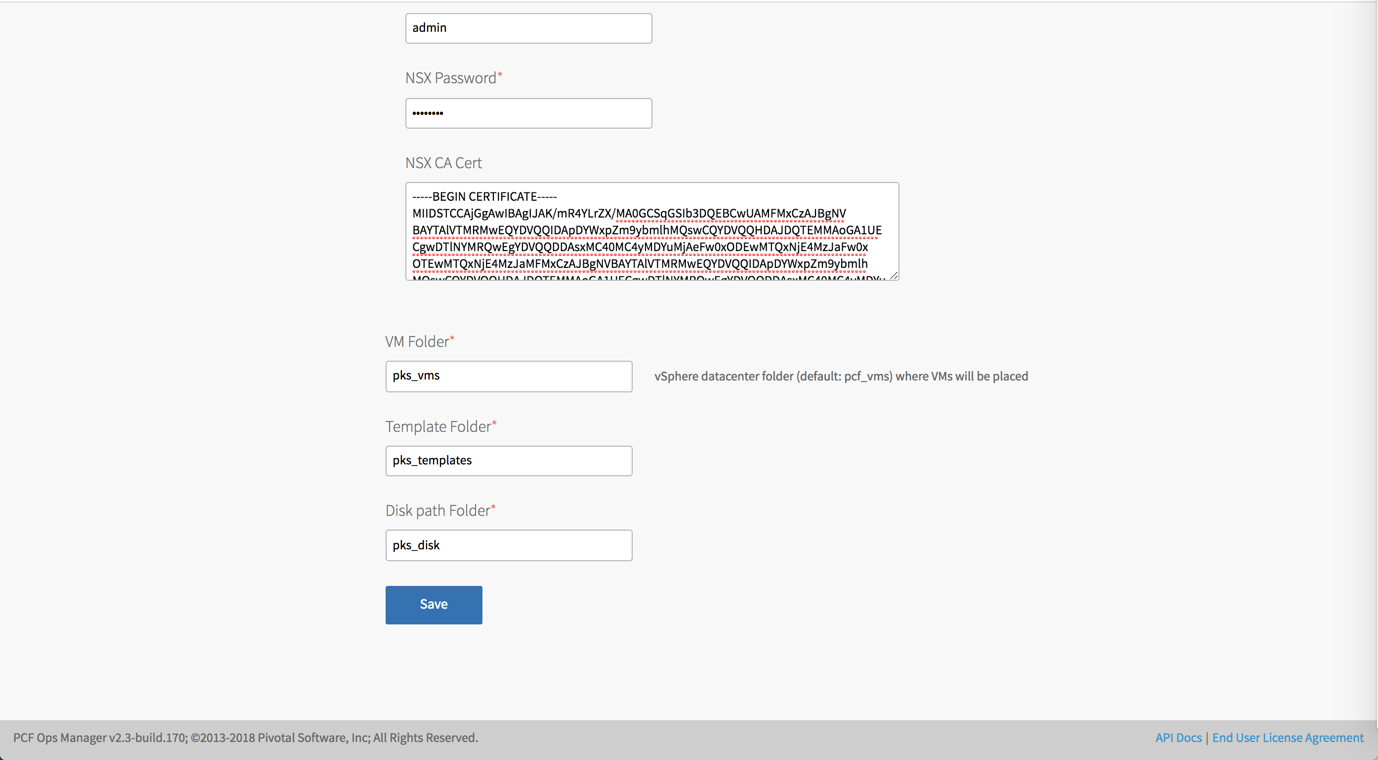 admin
NSX Password*
••••••••
NSX CA Cert
-----BEGIN CERTIFICATE-----
MIIDSTCCAjGgAwIBAgIJAK/mR4YLrZX/MA0GCSqGSIb3DQEBCwUAMFMxCzAJBgNV
BAYTAlVTMRMwEQYDVQQIDApDYWxpZm9ybmlhMQswCQYDVQQHDAJDQTEMMAoGA1UE
CgwDTlNYMRQwEgYDVQQDDAsxMC40MC4yMDYuMjAeFw0xODEwMTQxNjE4MzJaFw0x
OTEwMTQxNjE4MzJaMFMxCzAJBgNVBAYTAlVTMRMwEQYDVQQIDApDYWxpZm9ybmlh
MQswCQYDVQQHDAJDQTEMMAoGA1UECgwDTlNYMRQwEgYDVQQDDAsxMC40MC4yMDYu
VM Folder*
pks_vms
vSphere datacenter folder (default: pcf_vms) where VMs will be placed
Template Folder*
pks_templates
Disk path Folder*
pks_disk
Save
PCF Ops Manager v2.3-build.170; ©2013-2018 Pivotal Software, Inc; All Rights Reserved.
API Docs | End User License Agreement